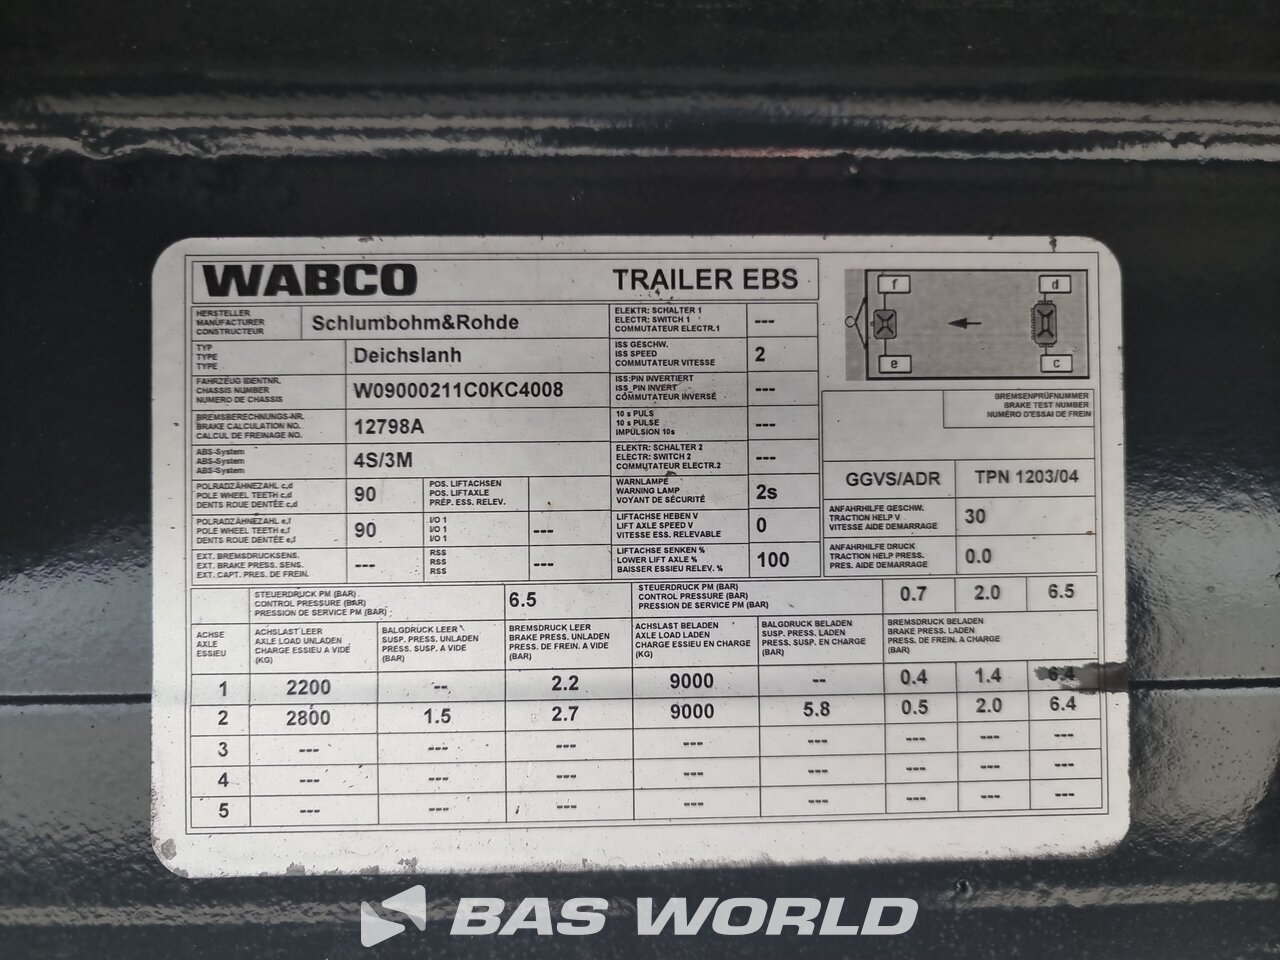 WABCO TRAILER EBS
HERSTELLER
MANUFACTURER
CONSTRUCTEUR
Schlumbohm&Rohde
TYP
TYPE
TYPE
Deichslanh
FAHRZEUG IDENTNR.
CHASSIS NUMBER
NUMERO DE CHASSIS
W09000211C0KC4008
BREMSBERECHNUNGS-NR.
BRAKE CALCULATION NO.
CALCUL DE FREINAGE NO.
12798A
ABS-System
ABS-System
ABS-System
4S/3M
POLRADZÄHNEZAHL c,d
POLE WHEEL TEETH c,d
DENTS ROUE DENTÉE c,d
90
POS. LIFTACHSEN
POS. LIFTAXLE
PRÉP. ESS. RELEV.
POLRADZÄHNEZAHL e,f
POLE WHEEL TEETH e,f
DENTS ROUE DENTÉE e,f
90
I/O 1
I/O 1
I/O 1
---
EXT. BREMSDRUCKSENS.
EXT. BRAKE PRESS. SENS.
EXT. CAPT. PRES. DE FREIN.
---
RSS
RSS
RSS
---
ELEKTR: SCHALTER 1
ELECTR: SWITCH 1
COMMUTATEUR ELECTR.1
---
ISS GESCHW.
ISS SPEED
COMMUTATEUR VITESSE
2
ISS:PIN INVERTIERT
ISS_PIN INVERT
COMMUTATEUR INVERSÉ
---
10 s PULS
10 s PULSE
IMPULSION 10s
---
ELEKTR: SCHALTER 2
ELECTR: SWITCH 2
COMMUTATEUR ELECTR.2
---
WARNLAMPE
WARNING LAMP
VOYANT DE SÉCURITÉ
2s
LIFTACHSE HEBEN V
LIFT AXLE SPEED V
VITESSE ESS. RELEVABLE
0
LIFTACHSE SENKEN %
LOWER LIFT AXLE %
BAISSER ESSIEU RELEV. %
100
f
d
e
c
BREMSENPRÜFNUMMER
BRAKE TEST NUMBER
NUMÉRO D'ESSAI DE FREIN
GGVS/ADR TPN 1203/04
ANFAHRHILFE GESCHW.
TRACTION HELP V
VITESSE AIDE DEMARRAGE
30
ANFAHRHILFE DRUCK
TRACTION HELP PRESS.
PRES. AIDE DEMARRAGE
0.0
STEUERDRUCK PM (BAR)
CONTROL PRESSURE (BAR)
PRESSION DE SERVICE PM (BAR)
6.5
STEUERDRUCK PM (BAR)
CONTROL PRESSURE (BAR)
PRESSION DE SERVICE PM (BAR)
0.7 2.0 6.5
ACHSE
AXLE
ESSIEU
ACHSLAST LEER
AXLE LOAD UNLADEN
CHARGE ESSIEU A VIDE
(KG)
BALGDRUCK LEER
SUSP. PRESS. UNLADEN
PRES. SUSP. A VIDE
(BAR)
BREMSDRUCK LEER
BRAKE PRESS. UNLADEN
PRES. DE FREIN. A VIDE
(BAR)
ACHSLAST BELADEN
AXLE LOAD LADEN
CHARGE ESSIEU EN CHARGE
(KG)
BALGDRUCK BELADEN
SUSP. PRESS. LADEN
PRES. SUSP. EN CHARGE
(BAR)
BREMSDRUCK BELADEN
BRAKE PRESS. LADEN
PRESS. DE FREIN. A CHARGE
(BAR)
1 2200 -- 2.2 9000 -- 0.4 1.4 6.4
2 2800 1.5 2.7 9000 5.8 0.5 2.0 6.4
3 --- --- --- --- --- --- --- ---
4 --- --- --- --- --- --- --- ---
5 --- --- --- --- --- --- --- ---
BAS WORLD